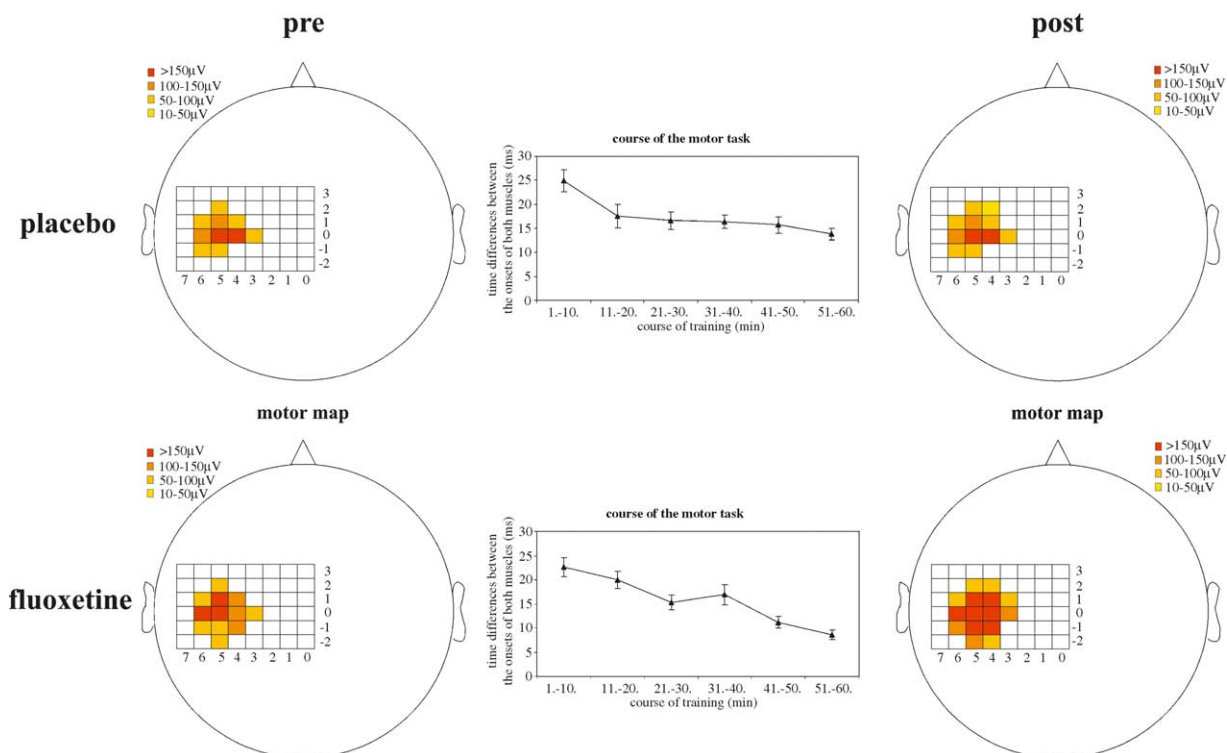 pre
post
placebo
>150µV
100-150µV
50-100µV
10-50µV
3
2
1
0
-1
-2
7 6 5 4 3 2 1 0
course of the motor task
time differences between
the onsets of both muscles (ms)
30
25
20
15
10
5
0
1.-10. 11.-20. 21.-30. 31.-40. 41.-50. 51.-60.
course of training (min)
>150µV
100-150µV
50-100µV
10-50µV
3
2
1
0
-1
-2
7 6 5 4 3 2 1 0
motor map
motor map
fluoxetine
>150µV
100-150µV
50-100µV
10-50µV
3
2
1
0
-1
-2
7 6 5 4 3 2 1 0
course of the motor task
time differences between
the onsets of both muscles (ms)
30
25
20
15
10
5
0
1.-10. 11.-20. 21.-30. 31.-40. 41.-50. 51.-60.
course of training (min)
>150µV
100-150µV
50-100µV
10-50µV
3
2
1
0
-1
-2
7 6 5 4 3 2 1 0